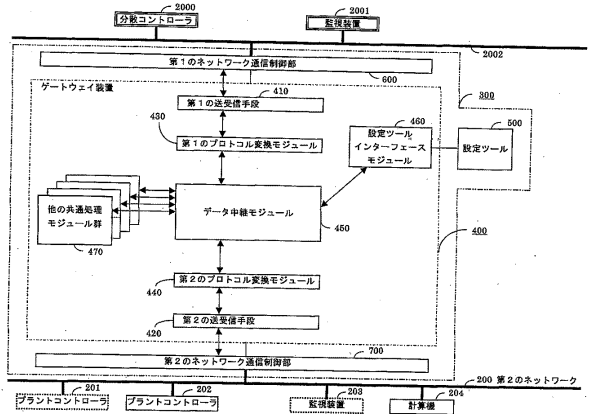 2000
分散コントローラ
2001
監視装置
2002
第1のネットワーク通信制御部
600
ゲートウェイ装置
410
第1の送受信手段
300
430
第1のプロトコル変換モジュール
460
設定ツール
インターフェース
モジュール
500
設定ツール
他の共通処理
モジュール群
470
データ中継モジュール
450
400
第2のプロトコル変換モジュール
440
第2の送受信手段
420
700
第2のネットワーク通信制御部
200 第2のネットワーク
201
プラントコントローラ
202
プラントコントローラ
203
監視装置
204
計算機